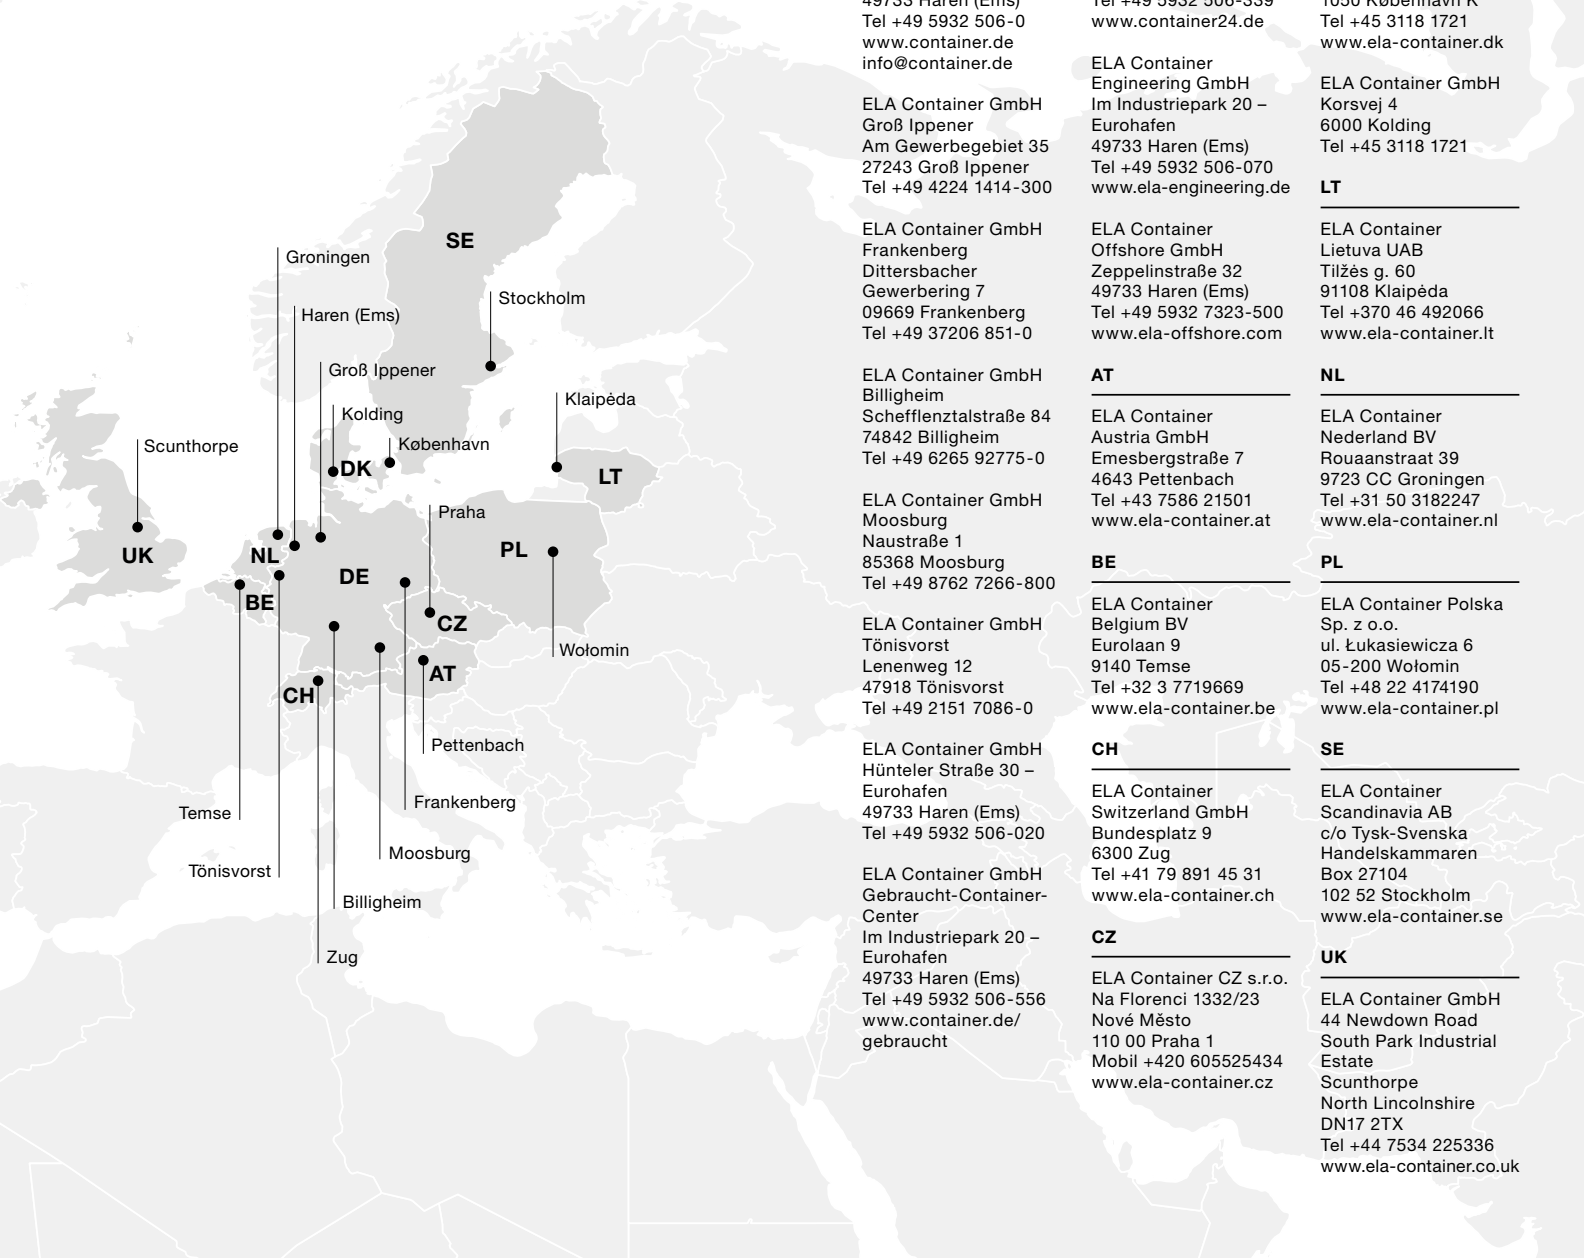 SE
Groningen
Stockholm
Haren (Ems)
Groß Ippener
Klaipėda
Kolding
København
Scunthorpe
DK
LT
Praha
PL
UK
NL
DE
BE
CZ
Wołomin
AT
CH
Pettenbach
Frankenberg
Temse
Moosburg
Tönisvorst
Billigheim
Zug
49733 Haren (Ems)
Tel +49 5932 506-0
www.container.de
info@container.de
ELA Container GmbH
Groß Ippener
Am Gewerbegebiet 35
27243 Groß Ippener
Tel +49 4224 1414-300
ELA Container GmbH
Frankenberg
Dittersbacher
Gewerbering 7
09669 Frankenberg
Tel +49 37206 851-0
ELA Container GmbH
Billigheim
Schefflenztalstraße 84
74842 Billigheim
Tel +49 6265 92775-0
ELA Container GmbH
Moosburg
Naustraße 1
85368 Moosburg
Tel +49 8762 7266-800
ELA Container GmbH
Tönisvorst
Lenenweg 12
47918 Tönisvorst
Tel +49 2151 7086-0
ELA Container GmbH
Hünteler Straße 30 –
Eurohafen
49733 Haren (Ems)
Tel +49 5932 506-020
ELA Container GmbH
Gebraucht-Container-
Center
Im Industriepark 20 –
Eurohafen
49733 Haren (Ems)
Tel +49 5932 506-556
www.container.de/
gebraucht
Tel +49 5932 506-339
www.container24.de
ELA Container
Engineering GmbH
Im Industriepark 20 –
Eurohafen
49733 Haren (Ems)
Tel +49 5932 506-070
www.ela-engineering.de
ELA Container
Offshore GmbH
Zeppelinstraße 32
49733 Haren (Ems)
Tel +49 5932 7323-500
www.ela-offshore.com
AT
ELA Container
Austria GmbH
Emesbergstraße 7
4643 Pettenbach
Tel +43 7586 21501
www.ela-container.at
BE
ELA Container
Belgium BV
Eurolaan 9
9140 Temse
Tel +32 3 7719669
www.ela-container.be
CH
ELA Container
Switzerland GmbH
Bundesplatz 9
6300 Zug
Tel +41 79 891 45 31
www.ela-container.ch
CZ
ELA Container CZ s.r.o.
Na Florenci 1332/23
Nové Město
110 00 Praha 1
Mobil +420 605525434
www.ela-container.cz
1050 København K
Tel +45 3118 1721
www.ela-container.dk
ELA Container GmbH
Korsvej 4
6000 Kolding
Tel +45 3118 1721
LT
ELA Container
Lietuva UAB
Tilžės g. 60
91108 Klaipėda
Tel +370 46 492066
www.ela-container.lt
NL
ELA Container
Nederland BV
Rouaanstraat 39
9723 CC Groningen
Tel +31 50 3182247
www.ela-container.nl
PL
ELA Container Polska
Sp. z o.o.
ul. Łukasiewicza 6
05-200 Wołomin
Tel +48 22 4174190
www.ela-container.pl
SE
ELA Container
Scandinavia AB
c/o Tysk-Svenska
Handelskammaren
Box 27104
102 52 Stockholm
www.ela-container.se
UK
ELA Container GmbH
44 Newdown Road
South Park Industrial
Estate
Scunthorpe
North Lincolnshire
DN17 2TX
Tel +44 7534 225336
www.ela-container.co.uk